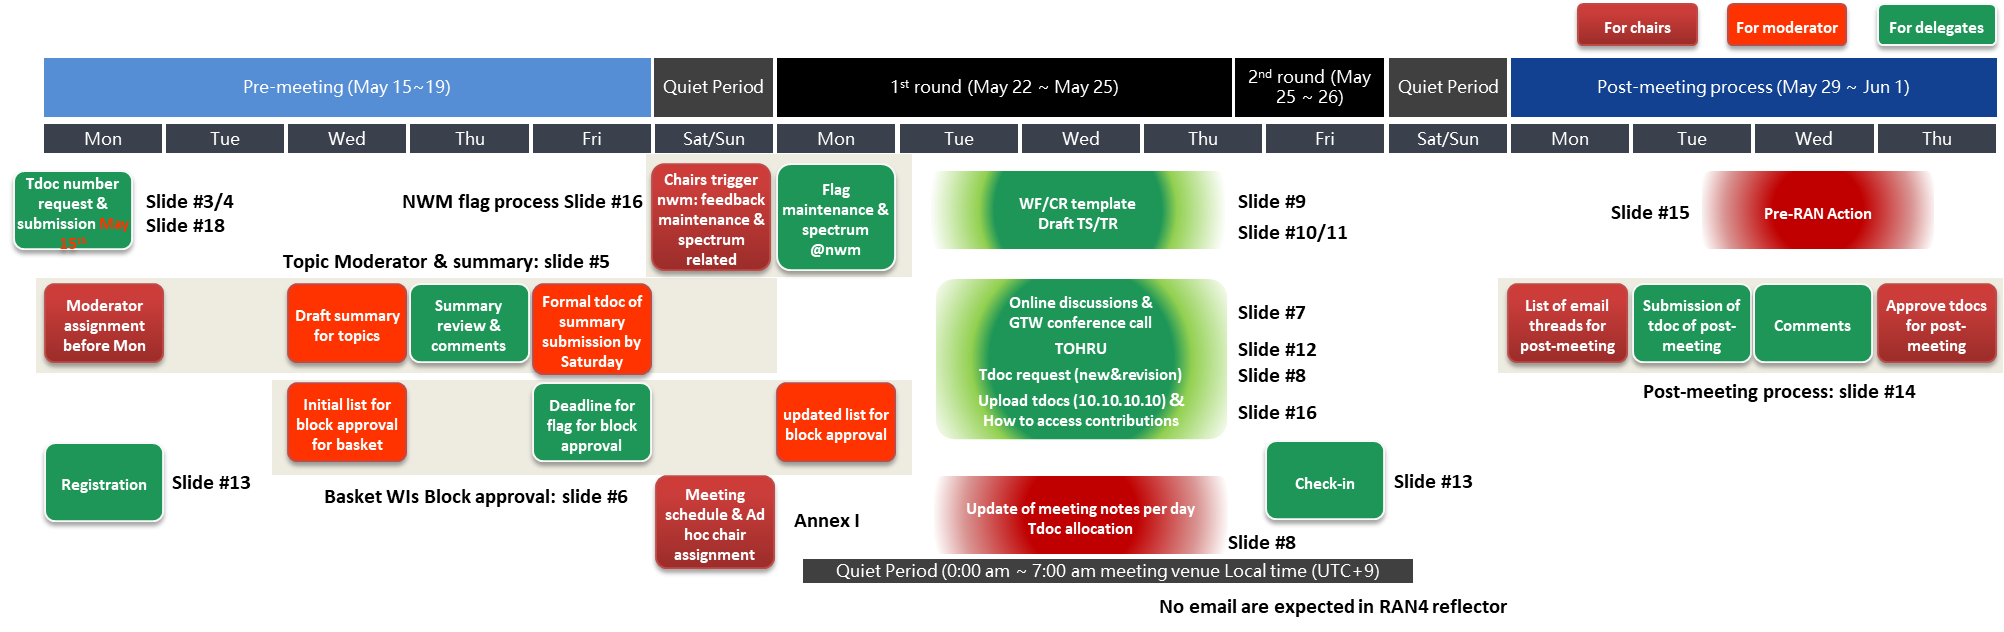 For chairs
For moderator
For delegates
Pre-meeting (May 15~19)
Quiet Period
1st round (May 22 ~ May 25)
2nd round (May
25 ~ 26)
Quiet Period
Post-meeting process (May 29 ~ Jun 1)
Mon
Tue
Wed
Thu
Fri
Sat/Sun
Mon
Tue
Wed
Thu
Fri
Sat/Sun
Mon
Tue
Wed
Thu
Tdoc number
request &
submission May
15th
Slide #3/4
Slide #18
NWM flag process Slide #16
Chairs trigger
nwm: feedback
maintenance &
spectrum
related
Flag
maintenance &
spectrum
@nwm
WF/CR template
Draft TS/TR
Slide #9
Slide #10/11
Slide #15
Pre-RAN Action
Topic Moderator & summary: slide #5
Moderator
assignment
before Mon
Draft summary
for topics
Summary
review &
comments
Formal tdoc of
summary
submission by
Saturday
Online discussions &
GTW conference call
TOHRU
Tdoc request (new&revision)
Upload tdocs (10.10.10.10) &
How to access contributions
Slide #7
Slide #12
Slide #8
Slide #16
List of email
threads for
post-meeting
Submission of
tdoc of post-
meeting
Comments
Approve tdocs
for post-
meeting
Post-meeting process: slide #14
Initial list for
block approval
for basket
Deadline for
flag for block
approval
updated list for
block approval
Registration
Slide #13
Basket WIs Block approval: slide #6
Meeting
schedule & Ad
hoc chair
assignment
Annex I
Update of meeting notes per day
Tdoc allocation
Slide #8
Check-in
Slide #13
Quiet Period (0:00 am ~ 7:00 am meeting venue Local time (UTC+9)
No email are expected in RAN4 reflector